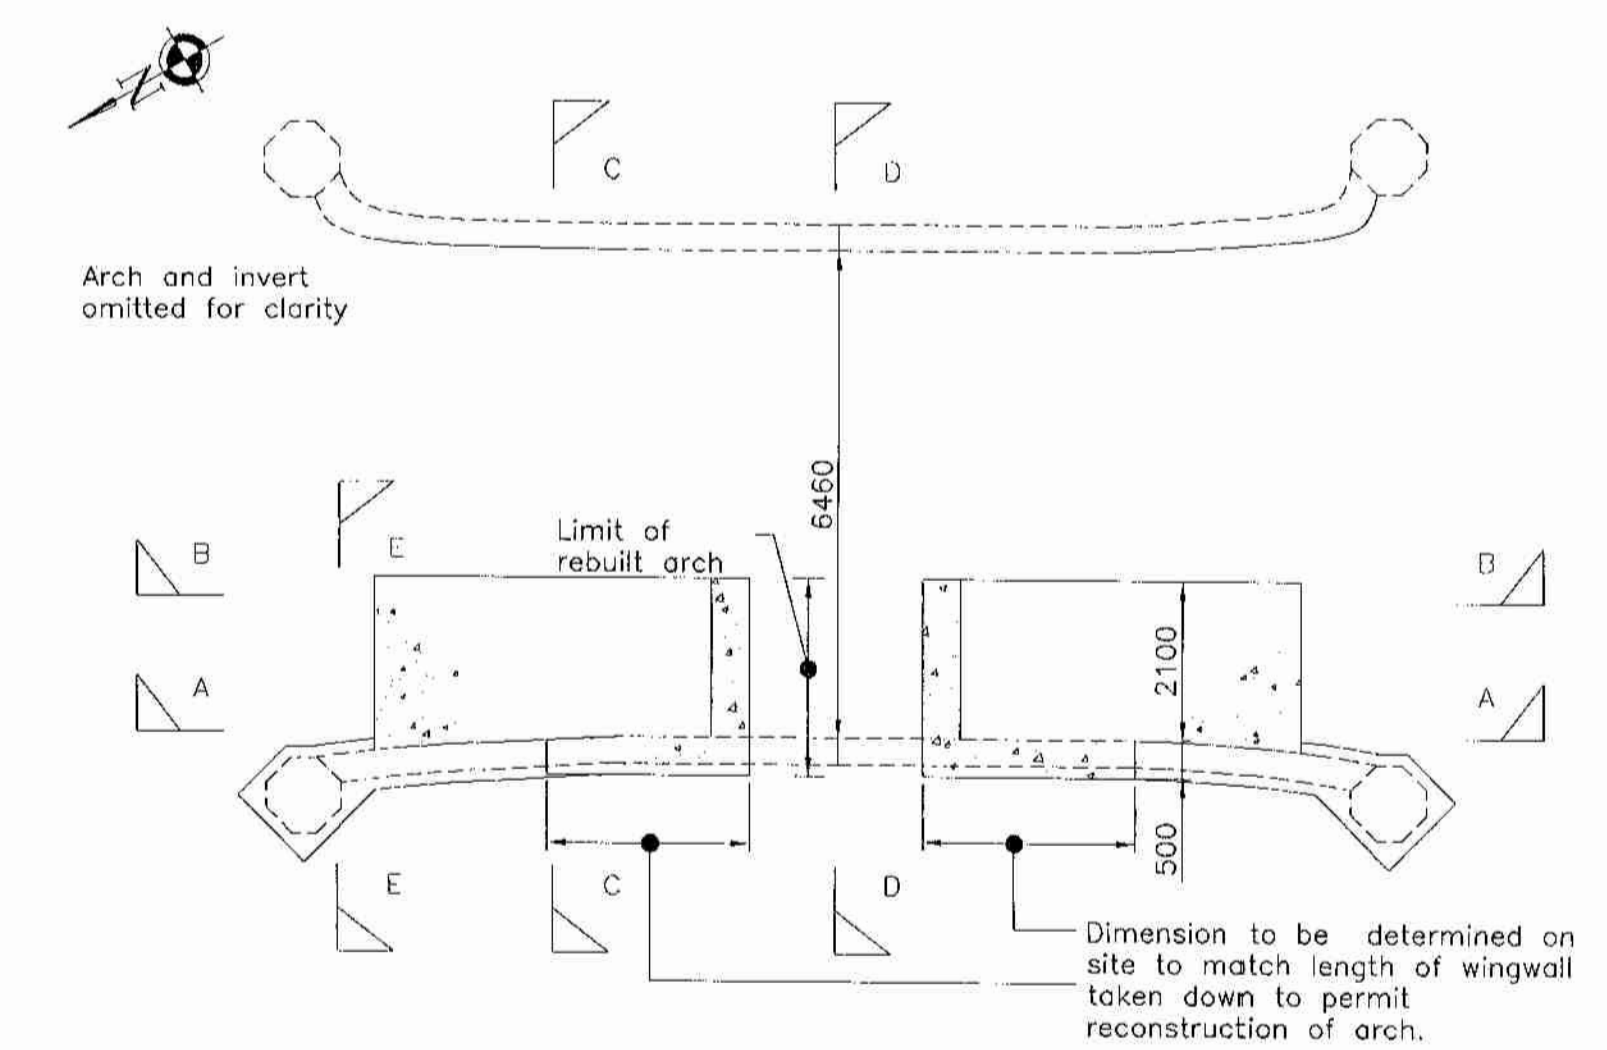 N
C
D
Arch and invert
omitted for clarity
6460
E
Limit of
rebuilt arch
B
B
2100
A
A
500
E
C
D
Dimension to be determined on
site to match length of wingwall
taken down to permit
reconstruction of arch.